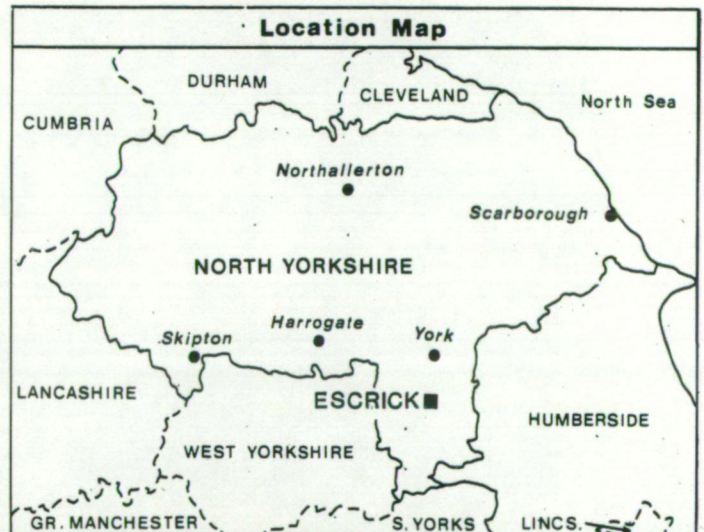 Location Map
DURHAM
CLEVELAND
North Sea
CUMBRIA
Northallerton
Scarborough
NORTH YORKSHIRE
Harrogate
Skipton
York
LANCASHIRE
ESCRICK
HUMBERSIDE
WEST YORKSHIRE
GR. MANCHESTER
S. YORKS
LINCS.